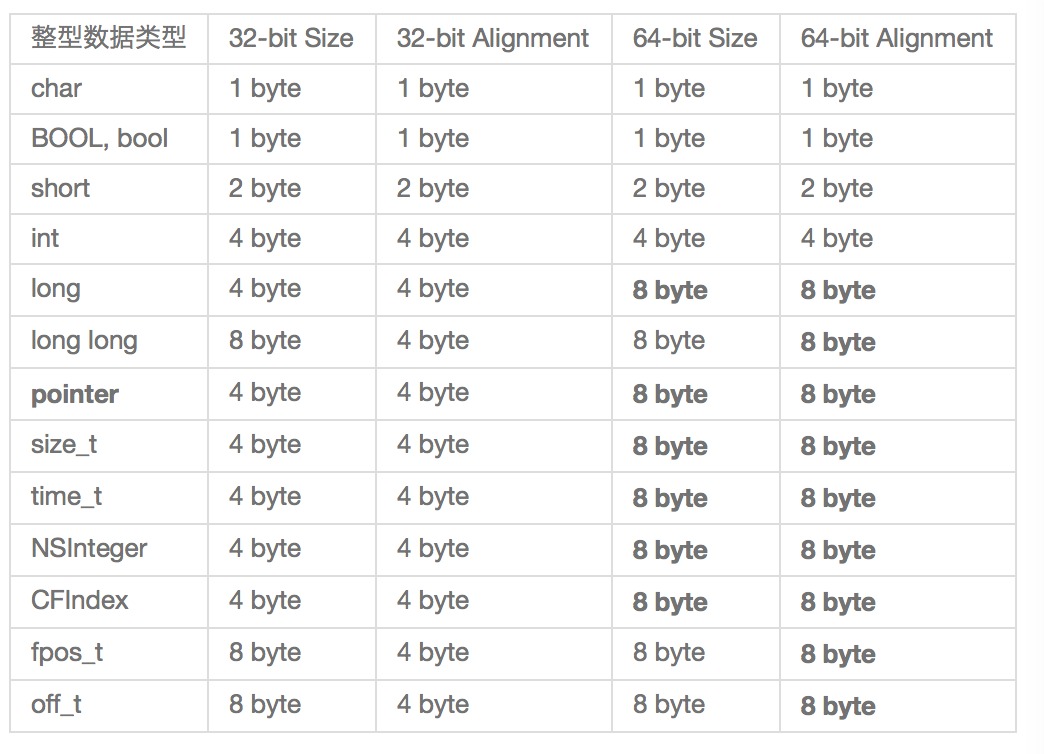 整型数据类型 32-bit Size 32-bit Alignment 64-bit Size 64-bit Alignment
char 1 byte 1 byte 1 byte 1 byte
BOOL, bool 1 byte 1 byte 1 byte 1 byte
short 2 byte 2 byte 2 byte 2 byte
int 4 byte 4 byte 4 byte 4 byte
long 4 byte 4 byte 8 byte 8 byte
long long 8 byte 4 byte 8 byte 8 byte
pointer 4 byte 4 byte 8 byte 8 byte
size_t 4 byte 4 byte 8 byte 8 byte
time_t 4 byte 4 byte 8 byte 8 byte
NSInteger 4 byte 4 byte 8 byte 8 byte
CFIndex 4 byte 4 byte 8 byte 8 byte
fpos_t 8 byte 4 byte 8 byte 8 byte
off_t 8 byte 4 byte 8 byte 8 byte